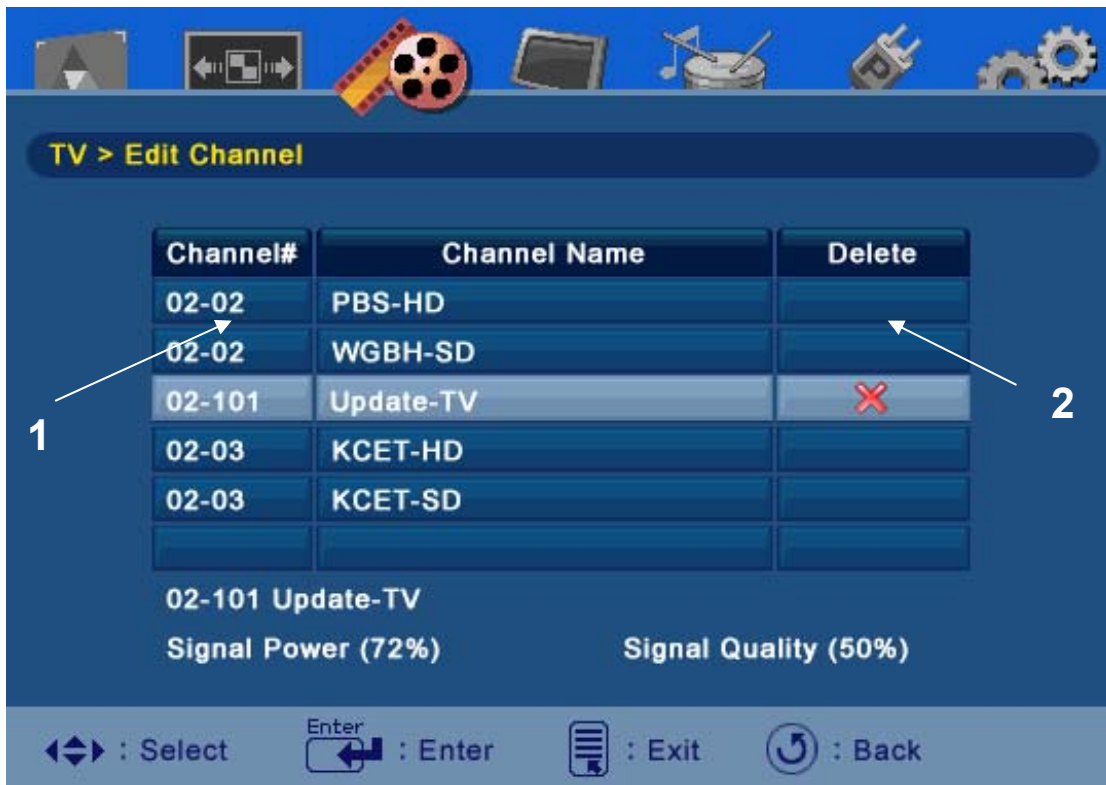 TV > Edit Channel
Channel# Channel Name Delete
02-02 PBS-HD
02-02 WGBH-SD
02-101 Update-TV
02-03 KCET-HD
02-03 KCET-SD
1
2
02-101 Update-TV
Signal Power (72%) Signal Quality (50%)
: Select Enter : Enter : Exit : Back